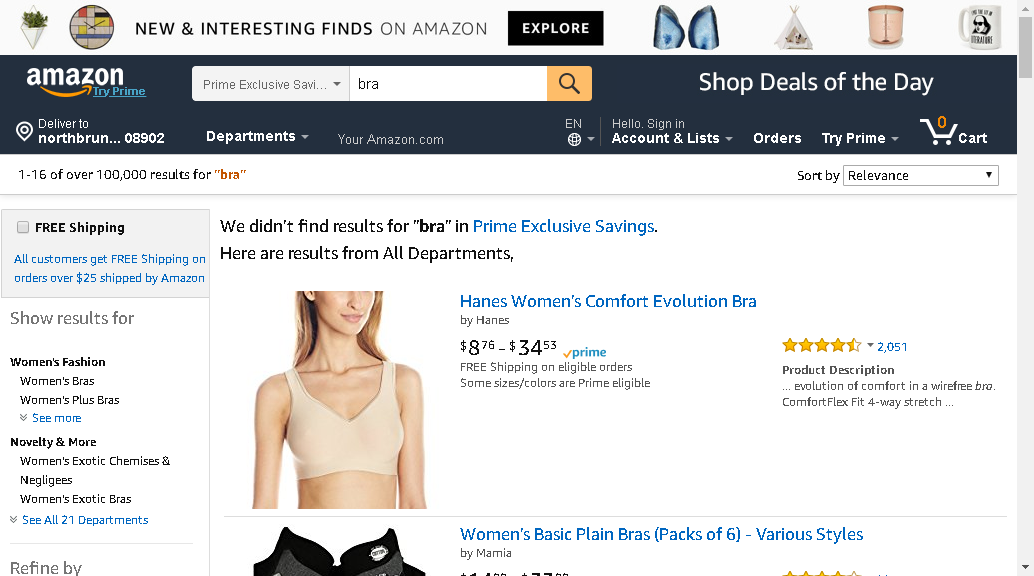 NEW & INTERESTING FINDS ON AMAZON
EXPLORE
LITERATURE
amazon
Try Prime
Prime Exclusive Savi...
bra
Shop Deals of the Day
Deliver to
northbrun... 08902
Departments
Your Amazon.com
EN
Hello. Sign in
Account & Lists
Orders
Try Prime
0
Cart
1-16 of over 100,000 results for "bra"
Sort by
Relevance
FREE Shipping
All customers get FREE Shipping on
orders over $25 shipped by Amazon
Show results for
Women's Fashion
Women's Bras
Women's Plus Bras
See more
Novelty & More
Women's Exotic Chemises &
Negligees
Women's Exotic Bras
See All 21 Departments
Refine by
We didn't find results for "bra" in Prime Exclusive Savings.
Here are results from All Departments,
Hanes Women's Comfort Evolution Bra
by Hanes
$8 76 - $34 53 prime
FREE Shipping on eligible orders
Some sizes/colors are Prime eligible
2,051
Product Description
... evolution of comfort in a wirefree bra.
ComfortFlex Fit 4-way stretch ...
Women's Basic Plain Bras (Packs of 6) - Various Styles
by Mamia